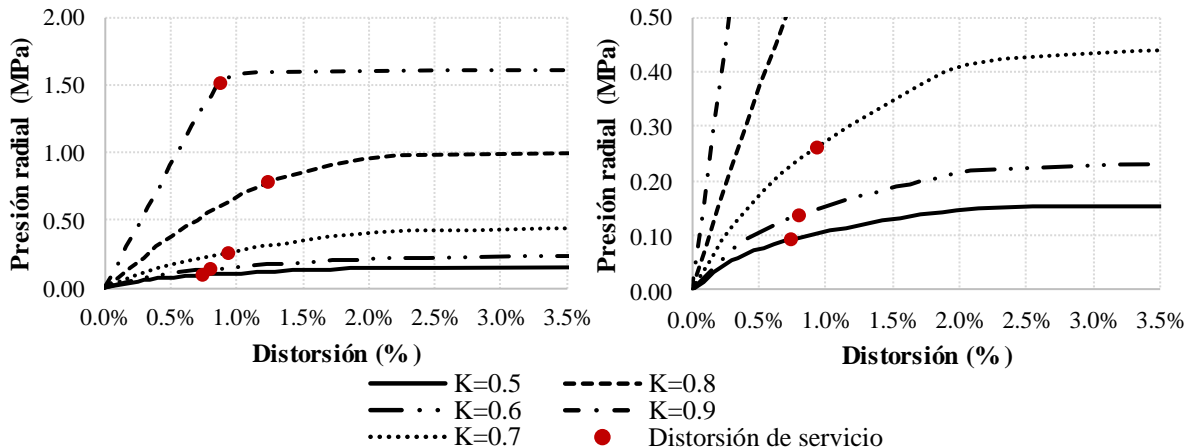 Presión radial (MPa)
2.00
1.50
1.00
0.50
0.00
0.0% 0.5% 1.0% 1.5% 2.0% 2.5% 3.0% 3.5%
Distorsión (%)
Presión radial (MPa)
0.50
0.40
0.30
0.20
0.10
0.00
0.0% 0.5% 1.0% 1.5% 2.0% 2.5% 3.0% 3.5%
Distorsión (%)
K=0.5 K=0.8
K=0.6 K=0.9
K=0.7 Distorsión de servicio